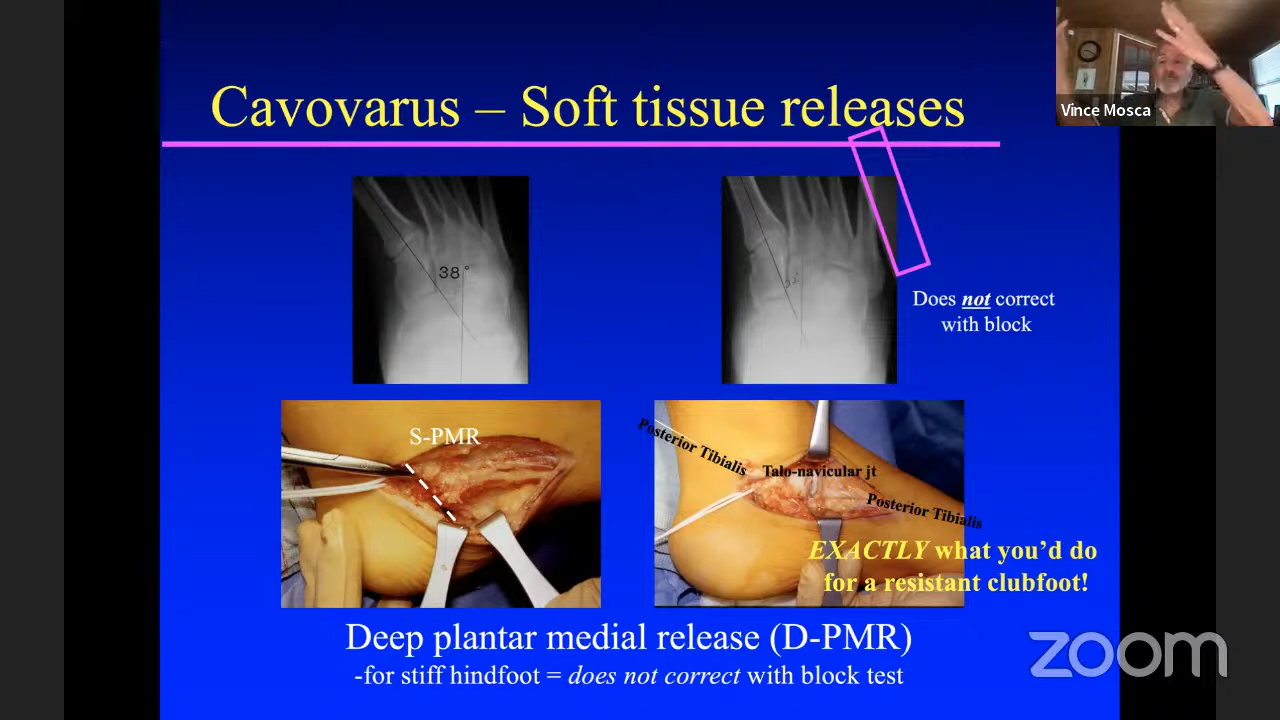 Cavovarus – Soft tissue releases
Vince Mosca
38°
Does not correct
with block
S-PMR
Posterior Tibialis
Talo-navicular jt
Posterior Tibialis
EXACTLY what you’d do
for a resistant clubfoot!
Deep plantar medial release (D-PMR)
-for stiff hindfoot = does not correct with block test
zoom